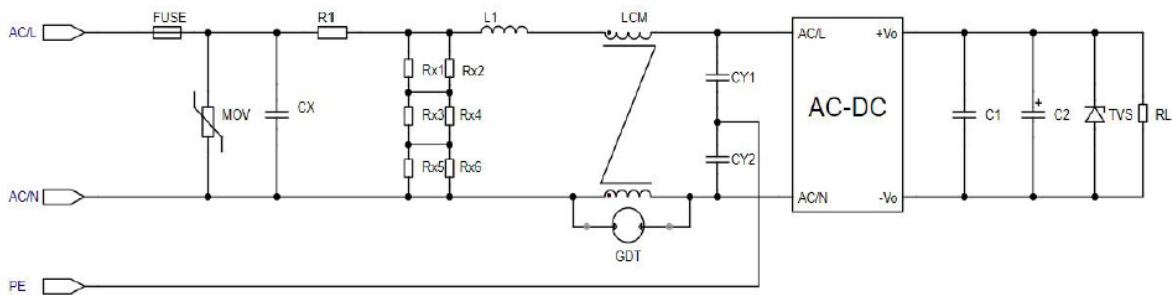 FUSE R1 L1 LCM
AC/L AC/L +Vo
Rx1 Rx2 CY1
MOV CX Rx3 Rx4 AC-DC C1 + C2 TVS RL
Rx5 Rx6 CY2
AC/N AC/N -Vo
GDT
PE